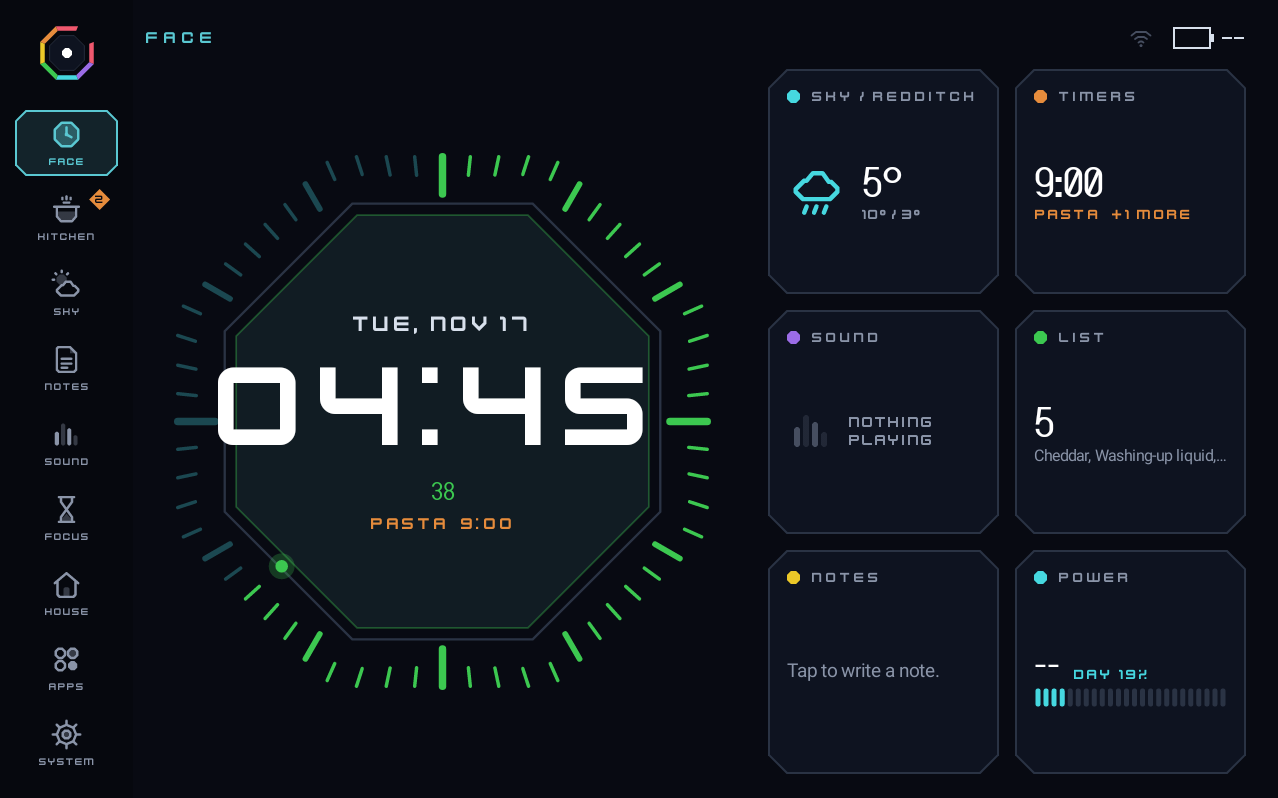 FACE
FACE
2
KITCHEN
SKY
NOTES
SOUND
FOCUS
HOUSE
APPS
SYSTEM
TUE, NOV 17
04:45
38
PASTA 9:00
--
SKY / REDDITCH
5°
10° / 3°
TIMERS
9:00
PASTA +1 MORE
SOUND
NOTHING
PLAYING
LIST
5
Cheddar, Washing-up liquid,...
NOTES
Tap to write a note.
POWER
--
DAY 19%